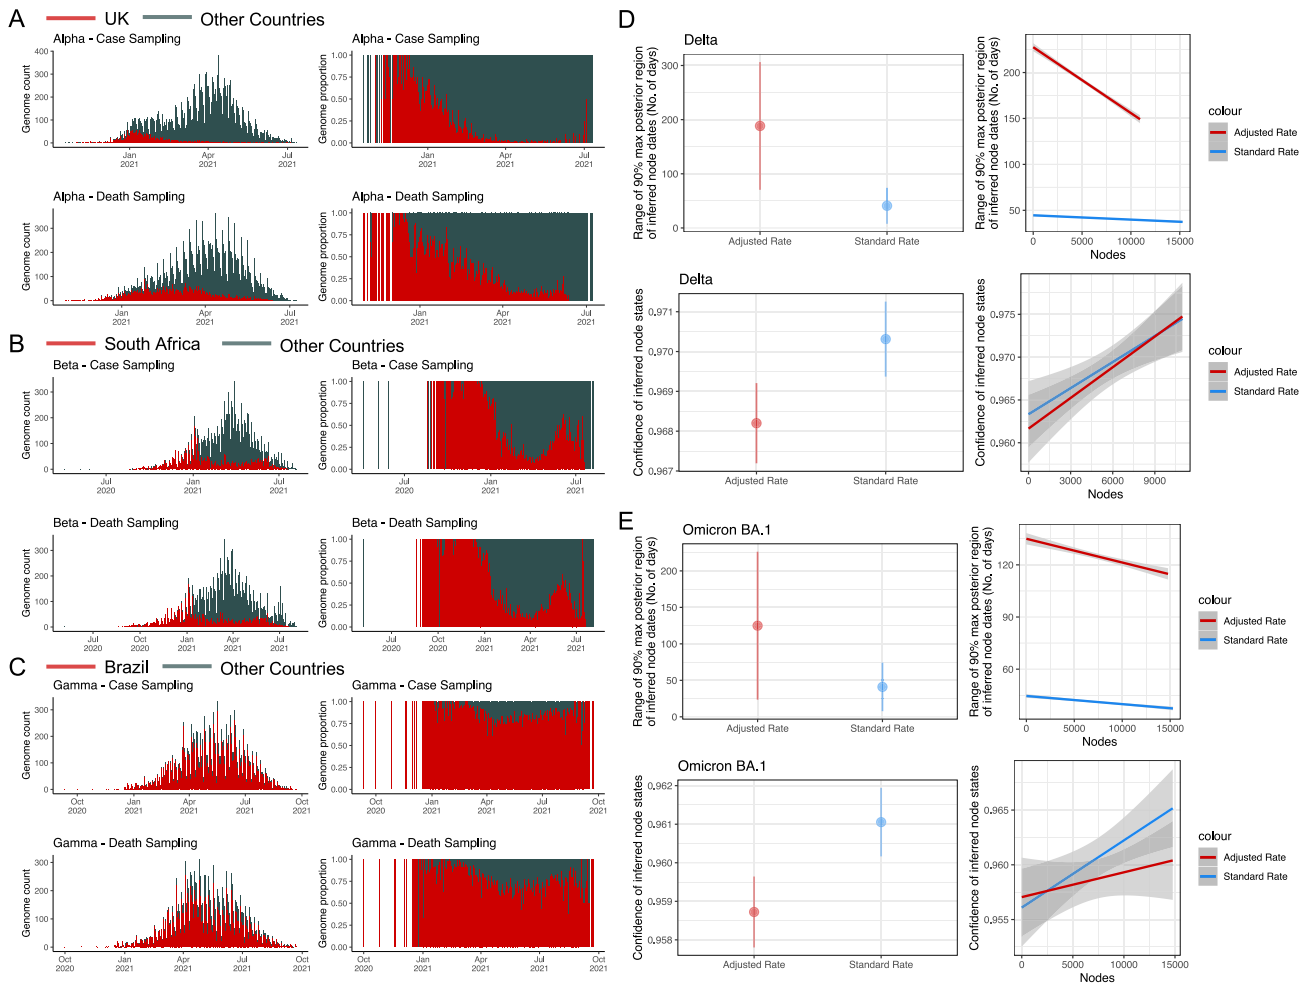 A
UK
Other Countries
Alpha - Case Sampling
Genome count
400
300
200
100
0
Jan
2021
Apr
2021
Jul
2021
Genome proportion
1.00
0.75
0.50
0.25
0.00
Jan
2021
Apr
2021
Jul
2021
Alpha - Case Sampling
Alpha - Death Sampling
Genome count
300
200
100
0
Jan
2021
Apr
2021
Jul
2021
Alpha - Death Sampling
Genome proportion
1.00
0.75
0.50
0.25
0.00
Jan
2021
Apr
2021
Jul
2021
B
South Africa
Other Countries
Beta - Case Sampling
Genome count
300
200
100
0
Jul
2020
Jan
2021
Jul
2021
Beta - Case Sampling
Genome proportion
1.00
0.75
0.50
0.25
0.00
Jul
2020
Jan
2021
Jul
2021
Beta - Death Sampling
Genome count
300
200
100
0
Jul
2020
Oct
2020
Jan
2021
Apr
2021
Jul
2021
Beta - Death Sampling
Genome proportion
1.00
0.75
0.50
0.25
0.00
Jul
2020
Oct
2020
Jan
2021
Apr
2021
Jul
2021
C
Brazil
Other Countries
Gamma - Case Sampling
Genome count
300
200
100
0
Oct
2020
Jan
2021
Apr
2021
Jul
2021
Oct
2021
Gamma - Case Sampling
Genome proportion
1.00
0.75
0.50
0.25
0.00
Oct
2020
Jan
2021
Apr
2021
Jul
2021
Oct
2021
Gamma - Death Sampling
Genome count
300
200
100
0
Oct
2020
Jan
2021
Apr
2021
Jul
2021
Oct
2021
Gamma - Death Sampling
Genome proportion
1.00
0.75
0.50
0.25
0.00
Oct
2020
Jan
2021
Apr
2021
Jul
2021
Oct
2021
D
Delta
Range of 90% max posterior region
of inferred node dates (No. of days)
300
200
100
0
Adjusted Rate
Standard Rate
Range of 90% max posterior region
of inferred node dates (No. of days)
200
150
100
50
0
5000
10000
15000
Nodes
colour
Adjusted Rate
Standard Rate
Delta
Confidence of inferred node states
0.971
0.970
0.969
0.968
0.967
Adjusted Rate
Standard Rate
Confidence of inferred node states
0.975
0.970
0.965
0.960
0
3000
6000
9000
Nodes
colour
Adjusted Rate
Standard Rate
E
Omicron BA.1
Range of 90% max posterior region
of inferred node dates (No. of days)
200
150
100
50
0
Adjusted Rate
Standard Rate
Range of 90% max posterior region
of inferred node dates (No. of days)
120
90
60
0
5000
10000
15000
Nodes
colour
Adjusted Rate
Standard Rate
Omicron BA.1
Confidence of inferred node states
0.962
0.961
0.960
0.959
0.958
Adjusted Rate
Standard Rate
Confidence of inferred node states
0.965
0.960
0.955
0
5000
10000
15000
Nodes
colour
Adjusted Rate
Standard Rate